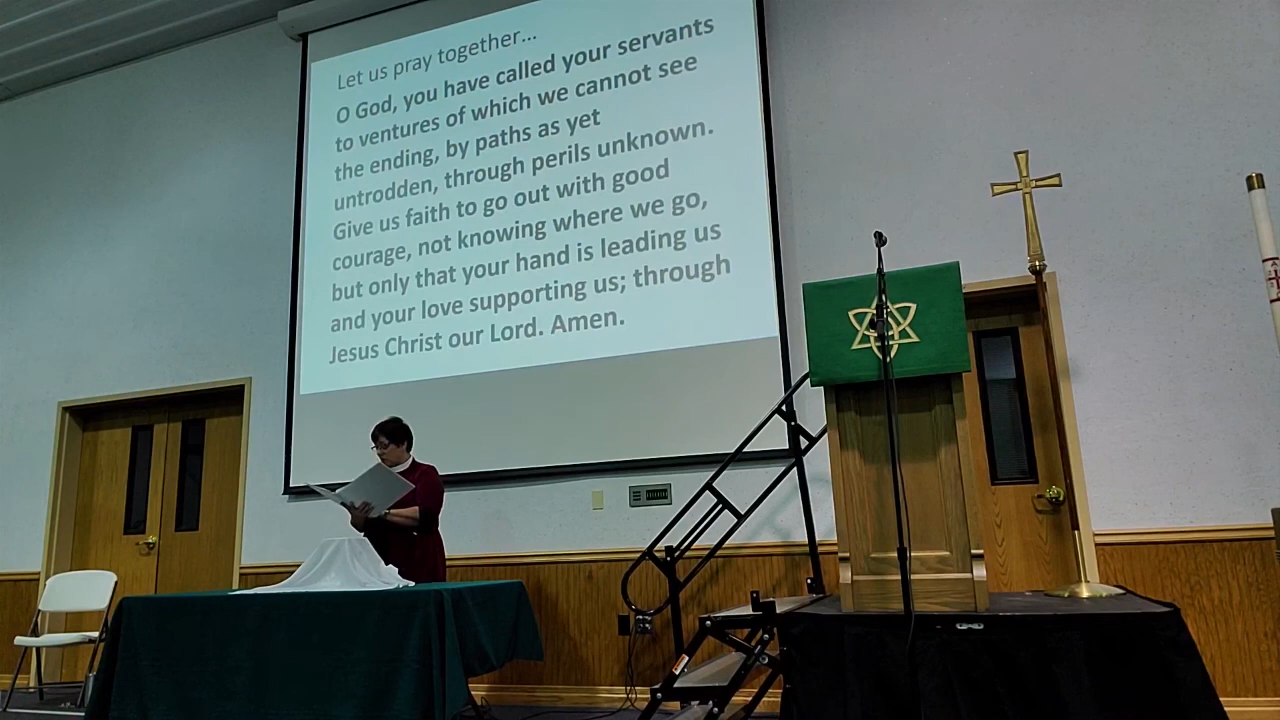 Let us pray together...
O God, you have called your servants
to ventures of which we cannot see
the ending, by paths as yet
untrodden, through perils unknown.
Give us faith to go out with good
courage, not knowing where we go,
but only that your hand is leading us
and your love supporting us; through
Jesus Christ our Lord. Amen.